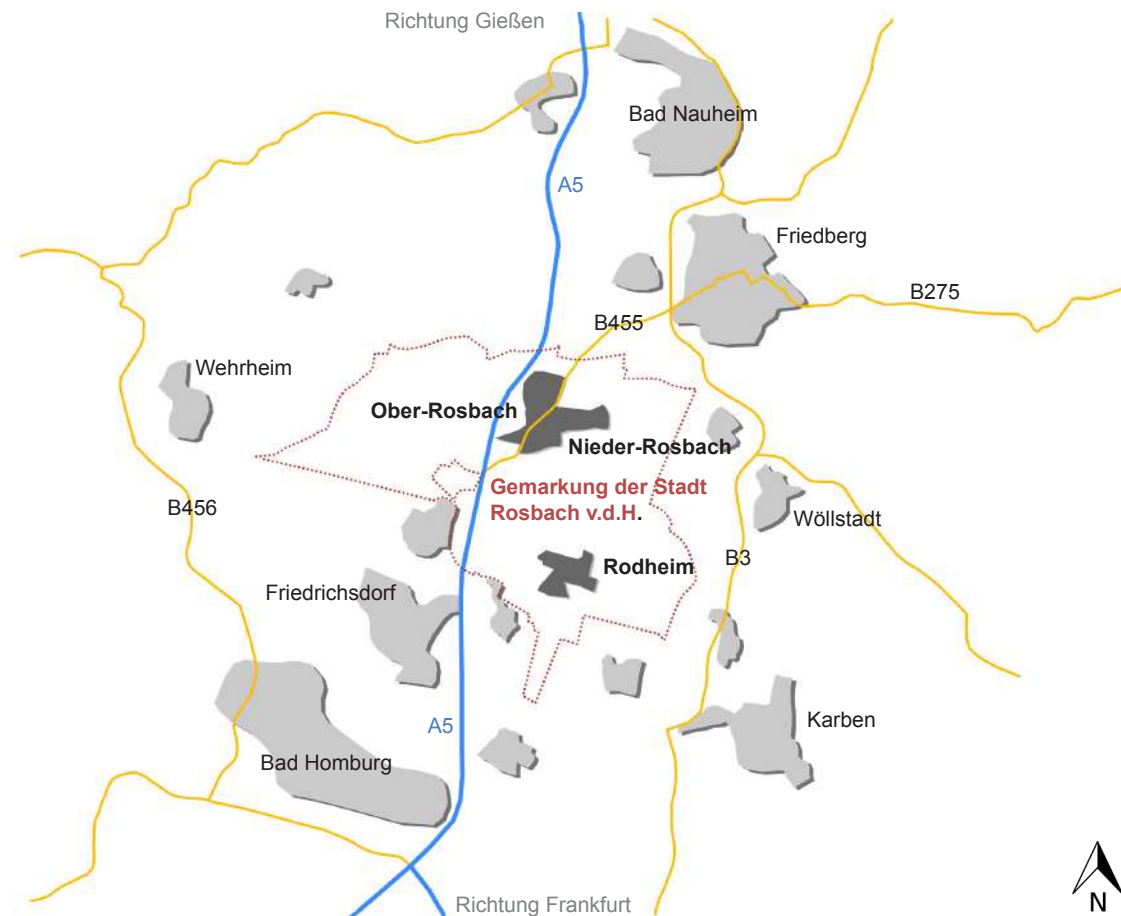 Richtung Gießen
Bad Nauheim
A5
Friedberg
B275
B455
Wehrheim
Ober-Rosbach
Nieder-Rosbach
Gemarkung der Stadt
Rosbach v.d.H.
B456
Wöllstadt
B3
Rodheim
Friedrichsdorf
Karben
A5
Bad Homburg
Richtung Frankfurt
N